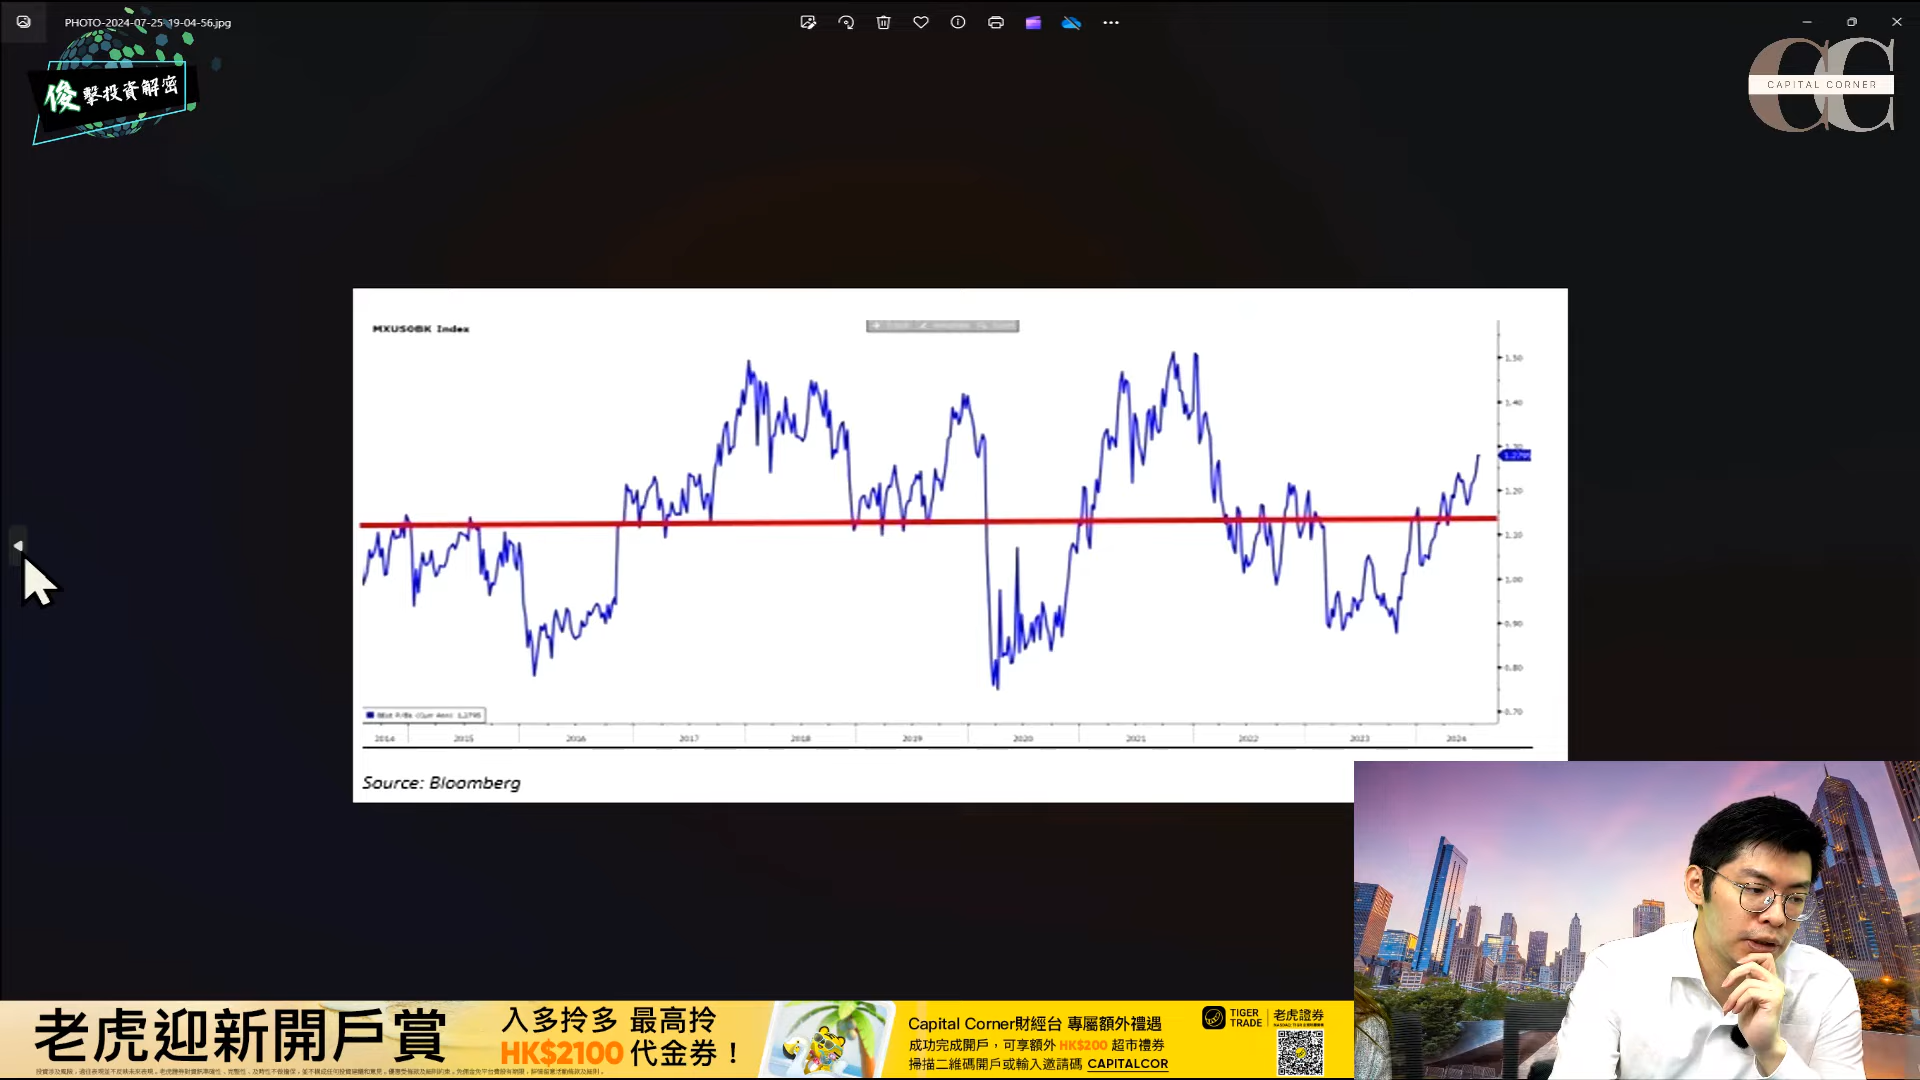 PHOTO-2024-07-25-19-04-56.jpg
俊擊投資解密
CAPITAL CORNER
MXUS0BK Index
1.50
1.40
1.30
1.2795
1.20
1.10
1.00
0.90
0.80
0.70
2014 2015 2016 2017 2018 2019 2020 2021 2022 2023 2024
Source: Bloomberg
老虎迎新開戶賞
入多拎多 最高拎
HK$2100 代金券！
Capital Corner財經台 專屬額外禮遇
成功完成開戶，可享額外 HK$200 超市禮券
掃描二維碼開戶或輸入邀請碼 CAPITALCOR
TIGER TRADE
老虎證券